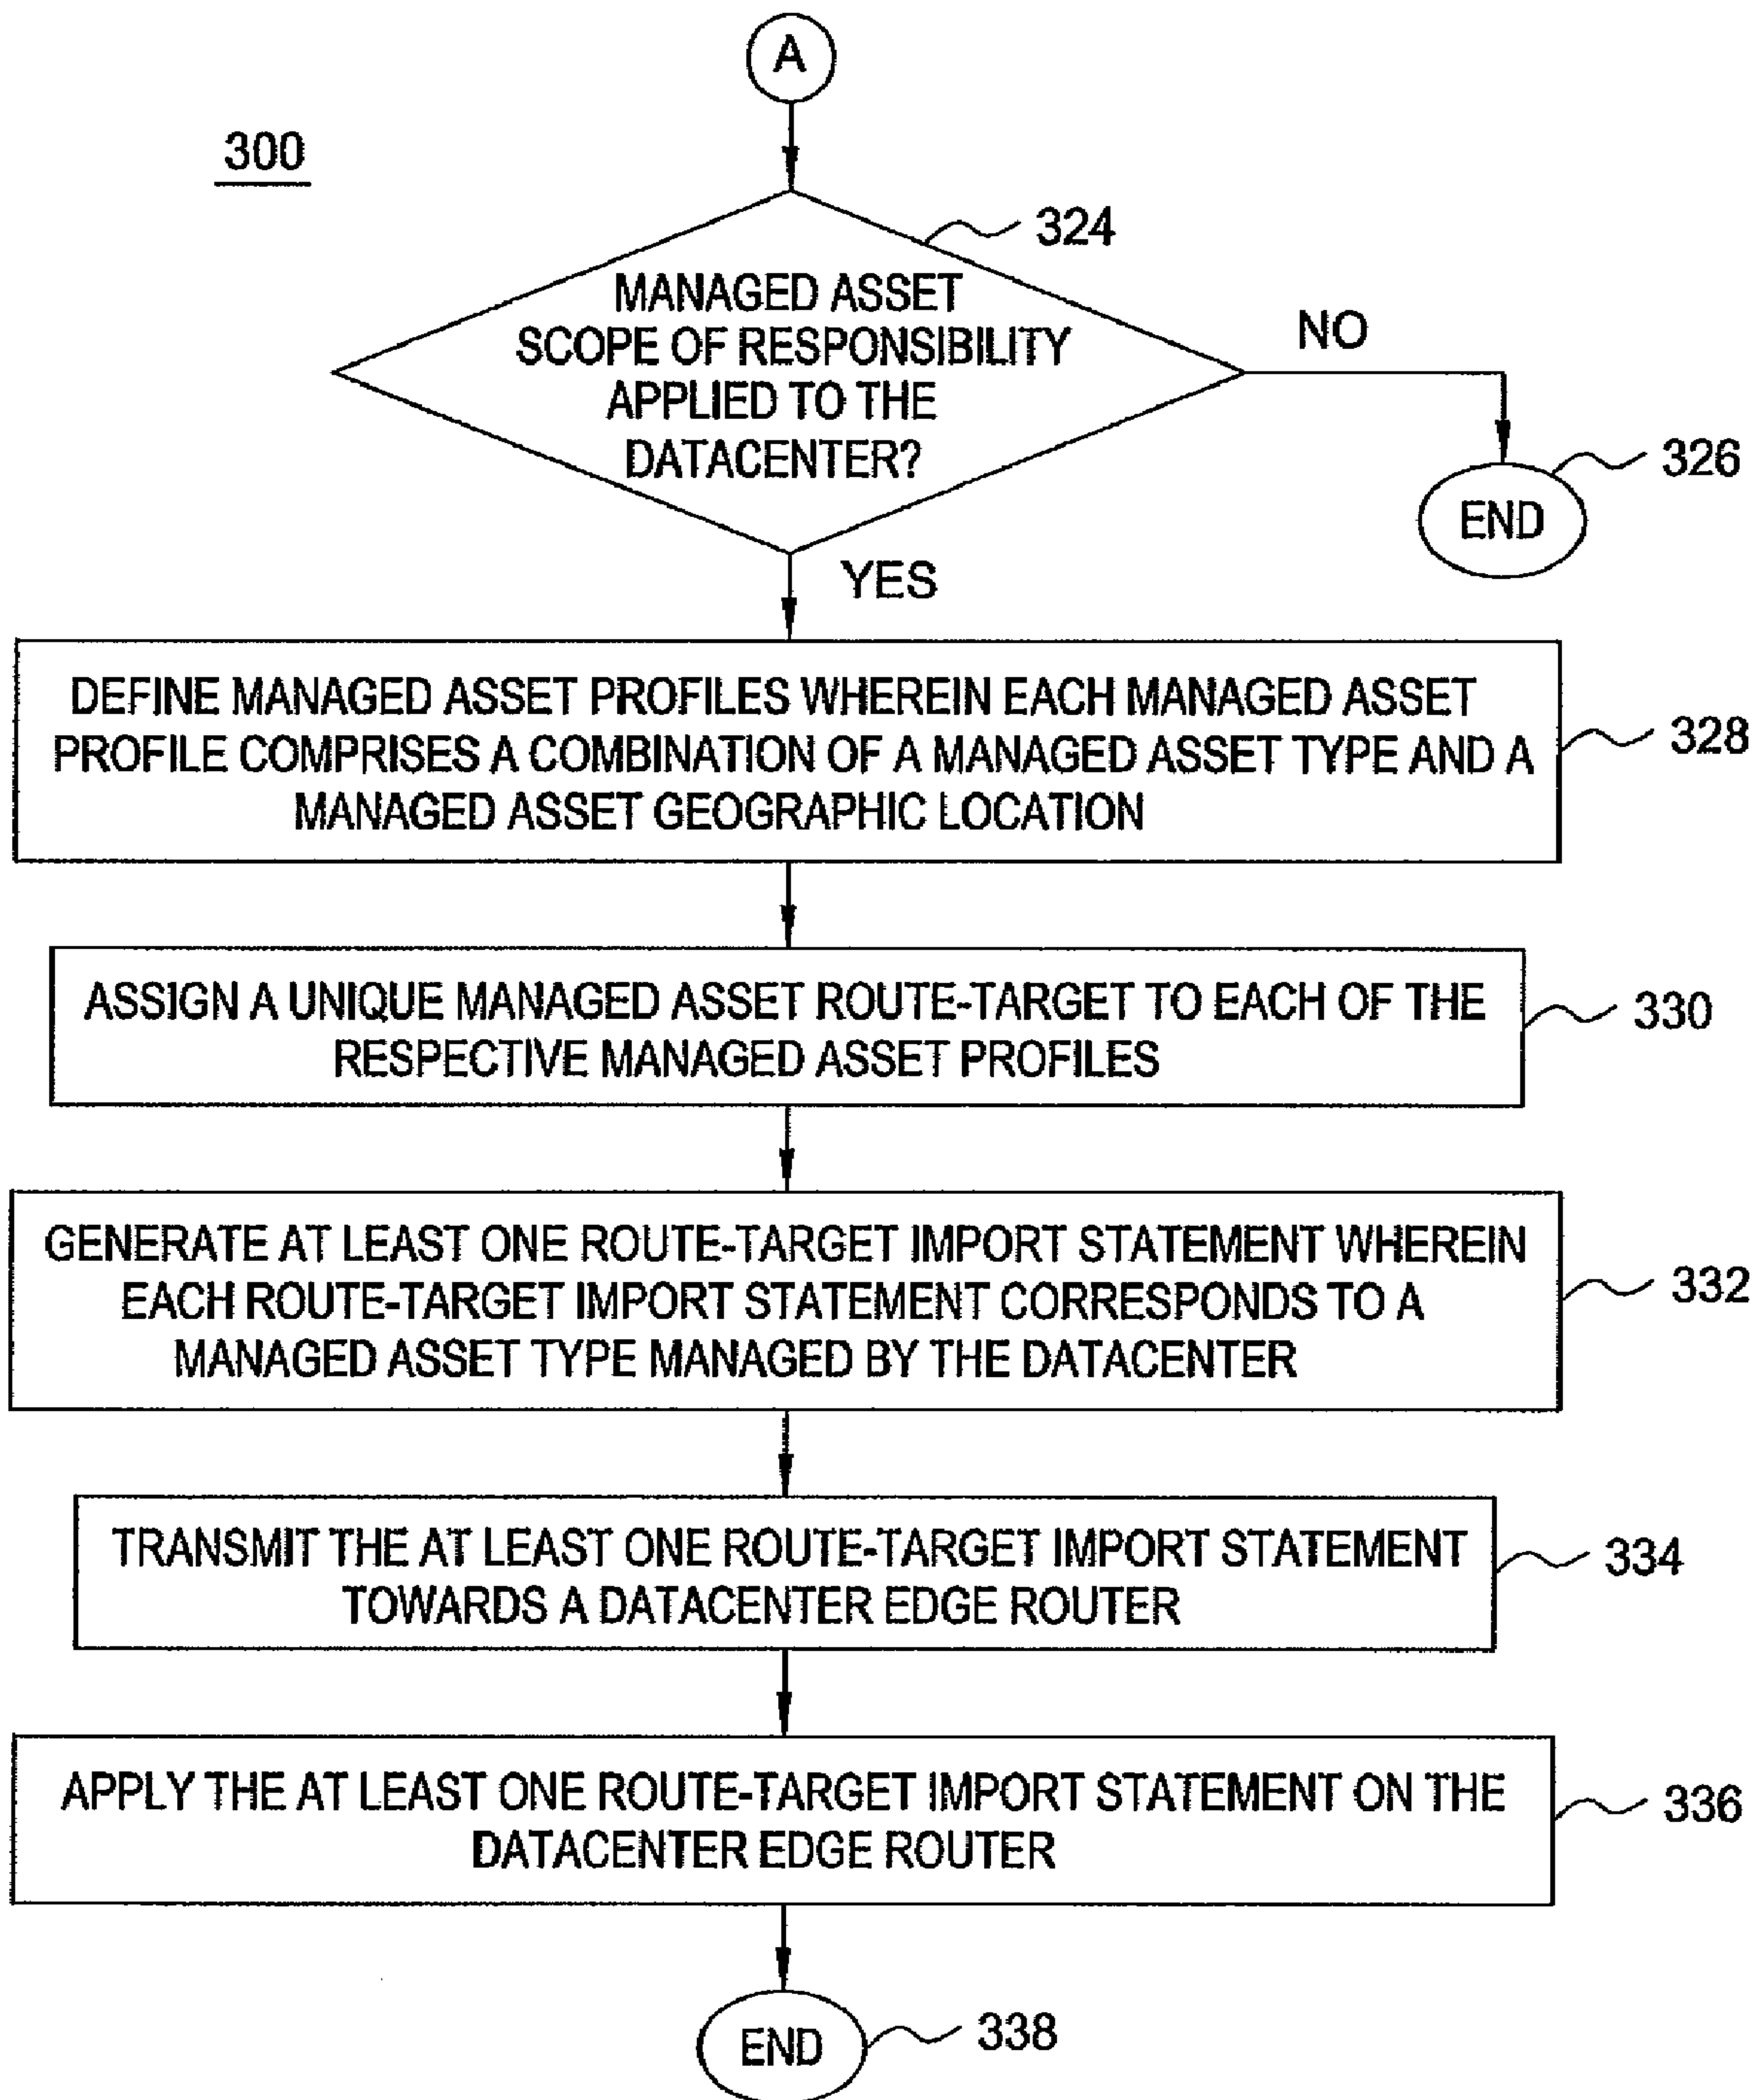 A
300
324
MANAGED ASSET
SCOPE OF RESPONSIBILITY
APPLIED TO THE
DATACENTER?
NO
326
END
YES
DEFINE MANAGED ASSET PROFILES WHEREIN EACH MANAGED ASSET
PROFILE COMPRISES A COMBINATION OF A MANAGED ASSET TYPE AND A
MANAGED ASSET GEOGRAPHIC LOCATION
328
ASSIGN A UNIQUE MANAGED ASSET ROUTE-TARGET TO EACH OF THE
RESPECTIVE MANAGED ASSET PROFILES
330
GENERATE AT LEAST ONE ROUTE-TARGET IMPORT STATEMENT WHEREIN
EACH ROUTE-TARGET IMPORT STATEMENT CORRESPONDS TO A
MANAGED ASSET TYPE MANAGED BY THE DATACENTER
332
TRANSMIT THE AT LEAST ONE ROUTE-TARGET IMPORT STATEMENT
TOWARDS A DATACENTER EDGE ROUTER
334
APPLY THE AT LEAST ONE ROUTE-TARGET IMPORT STATEMENT ON THE
DATACENTER EDGE ROUTER
336
END
338